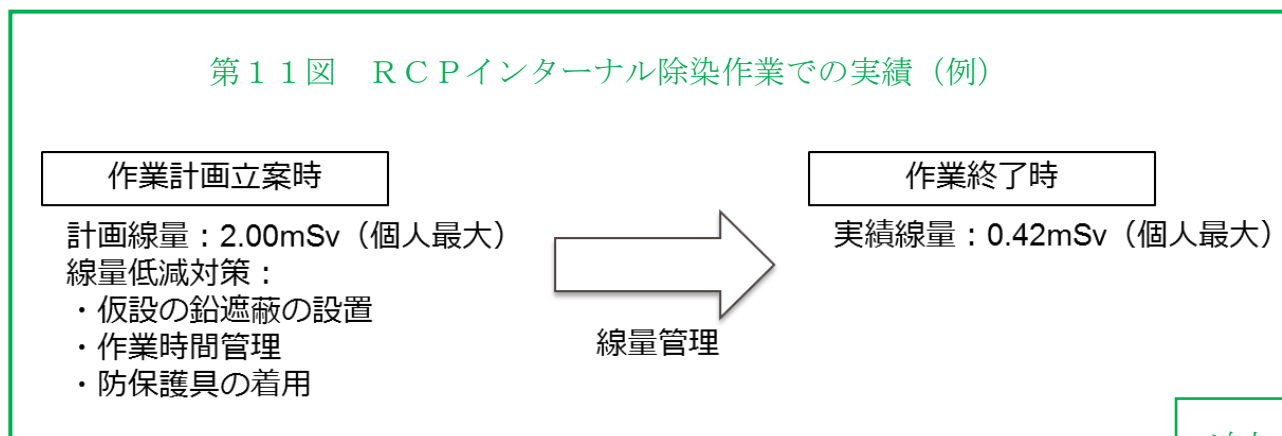 第１１図　ＲＣＰインターナル除染作業での実績（例）
作業計画立案時
計画線量：2.00mSv（個人最大）
線量低減対策：
・仮設の鉛遮蔽の設置
・作業時間管理
・防保護具の着用
線量管理
作業終了時
実績線量：0.42mSv（個人最大）